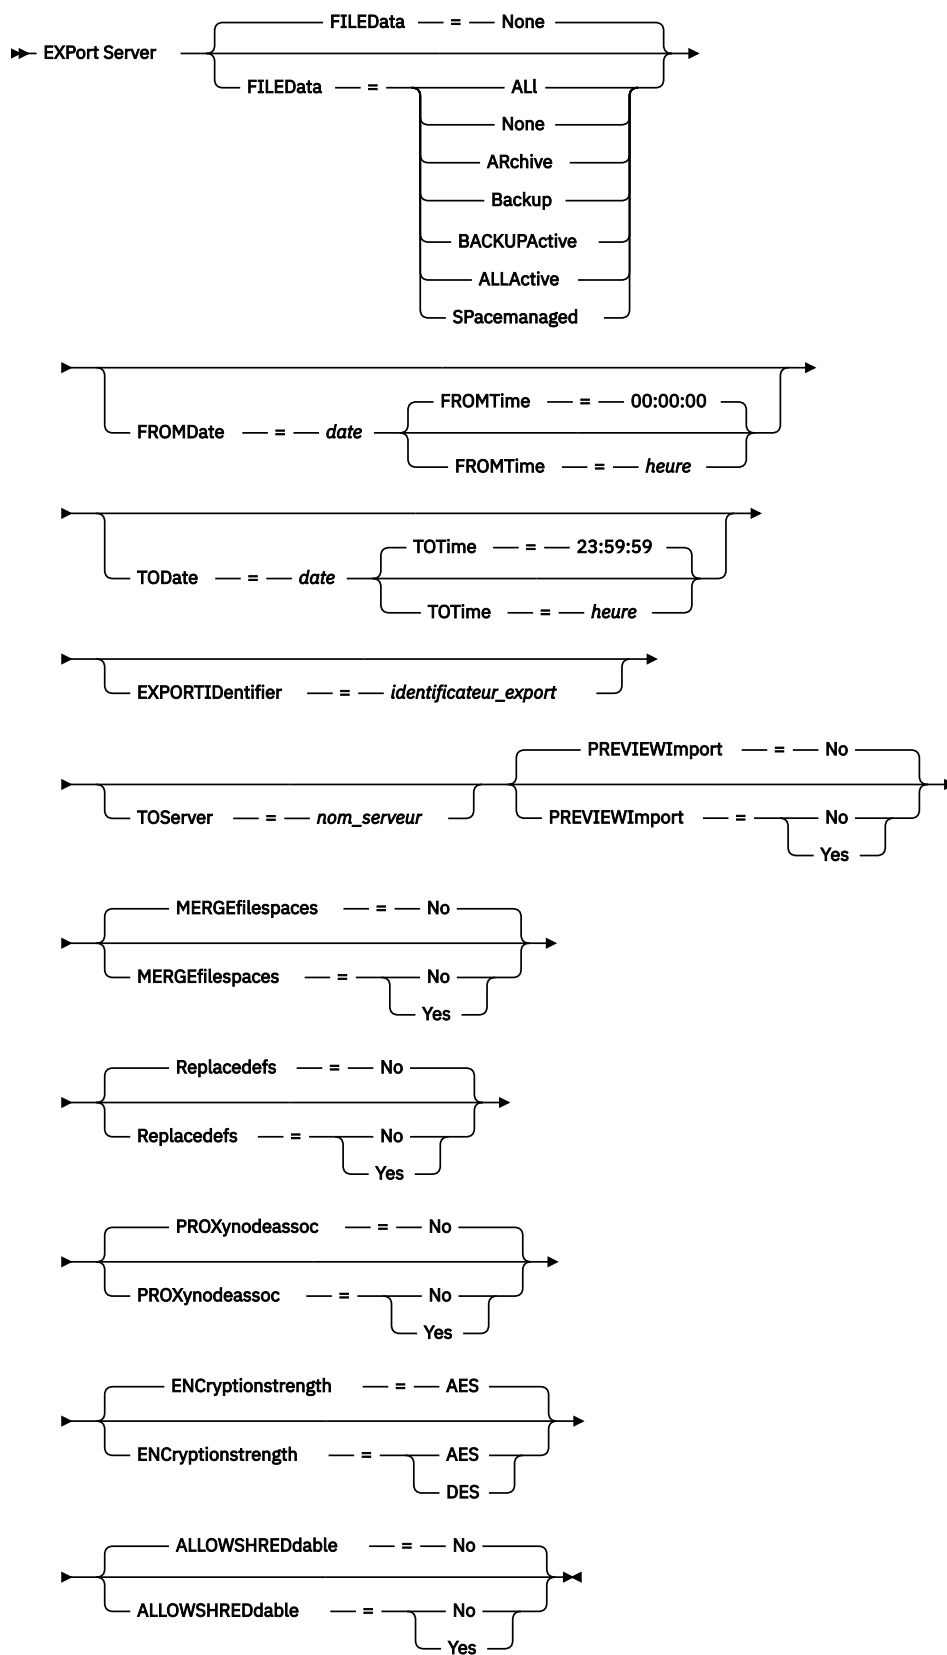 FILEData = None
EXPort Server
FILEData = ALl
None
ARchive
Backup
BACKUPActive
ALLActive
SPacemanaged
FROMTime = 00:00:00
FROMDate = date
FROMTime = heure
TOTime = 23:59:59
TODate = date
TOTime = heure
EXPORTIDentifier = identificateur_export
PREVIEWImport = No
TOServer = nom_serveur PREVIEWImport = No
Yes
MERGEfilespaces = No
MERGEfilespaces = No
Yes
Replacedefs = No
Replacedefs = No
Yes
PROXynodeassoc = No
PROXynodeassoc = No
Yes
ENCryptionstrength = AES
ENCryptionstrength = AES
DES
ALLOWSHREDdable = No
ALLOWSHREDdable = No
Yes